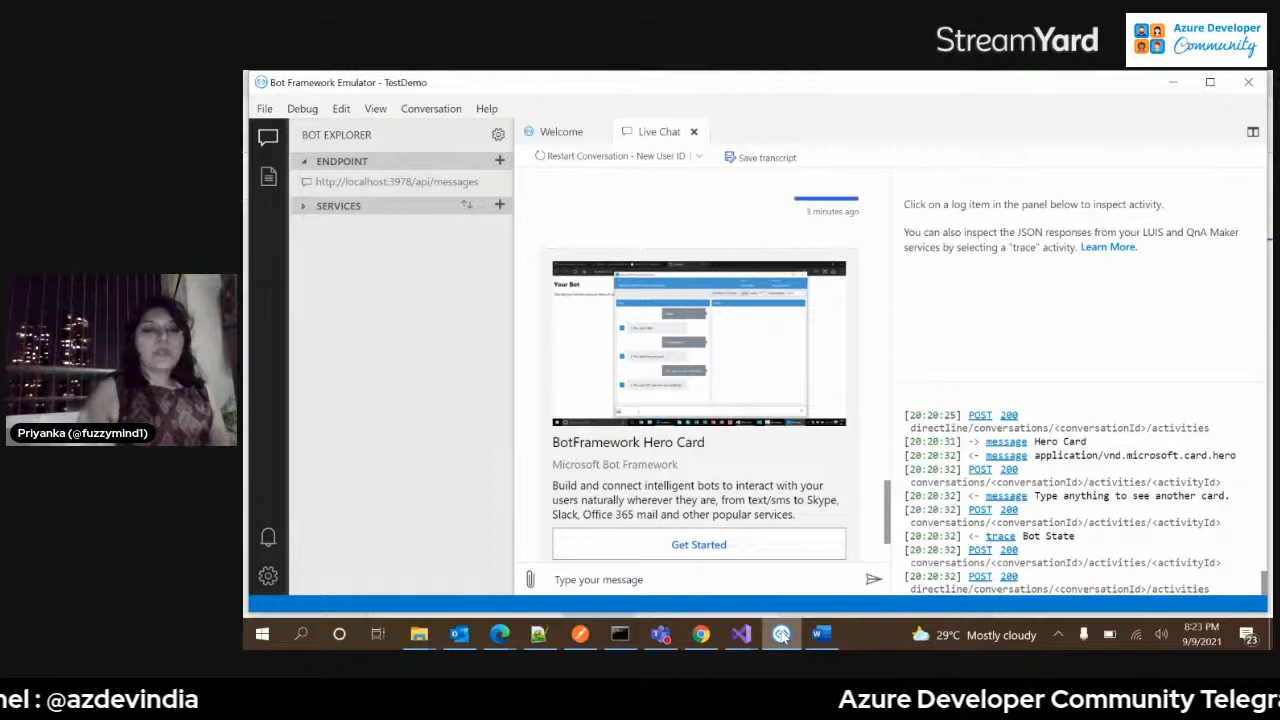 StreamYard
Azure Developer
Community
Bot Framework Emulator - TestDemo
File Debug Edit View Conversation Help
BOT EXPLORER
ENDPOINT
http://localhost:3978/api/messages
SERVICES
Welcome
Live Chat
Restart Conversation - New User ID
Save transcript
3 minutes ago
Your Bot
BotFramework Hero Card
Microsoft Bot Framework
Build and connect intelligent bots to interact with your
users naturally wherever they are, from text/sms to Skype,
Slack, Office 365 mail and other popular services.
Get Started
Type your message
Click on a log item in the panel below to inspect activity.
You can also inspect the JSON responses from your LUIS and QnA Maker
services by selecting a "trace" activity. Learn More.
[20:20:25] POST 200
directline/conversations/<conversationId>/activities
[20:20:31] -> message Hero Card
[20:20:32] <- message application/vnd.microsoft.card.hero
[20:20:32] POST 200
conversations/<conversationId>/activities/<activityId>
[20:20:32] <- message Type anything to see another card.
[20:20:32] POST 200
conversations/<conversationId>/activities/<activityId>
[20:20:32] <- trace Bot State
[20:20:32] POST 200
conversations/<conversationId>/activities/<activityId>
[20:20:32] POST 200
directline/conversations/<conversationId>/activities
Priyanka (@fuzzymind1)
29°C Mostly cloudy
8:23 PM
9/9/2021
23
nel : @azdevindia
Azure Developer Community Telegra